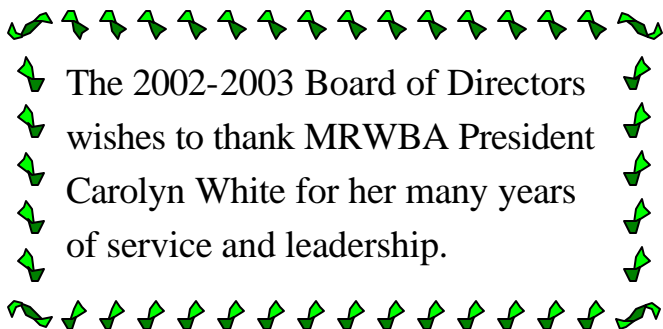 The 2002-2003 Board of Directors
wishes to thank MRWBA President
Carolyn White for her many years
of service and leadership.